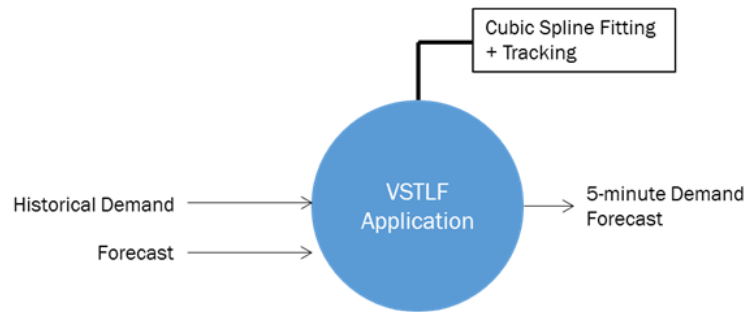 Cubic Spline Fitting
+ Tracking
VSTLF
Application
Historical Demand
Forecast
5-minute Demand
Forecast